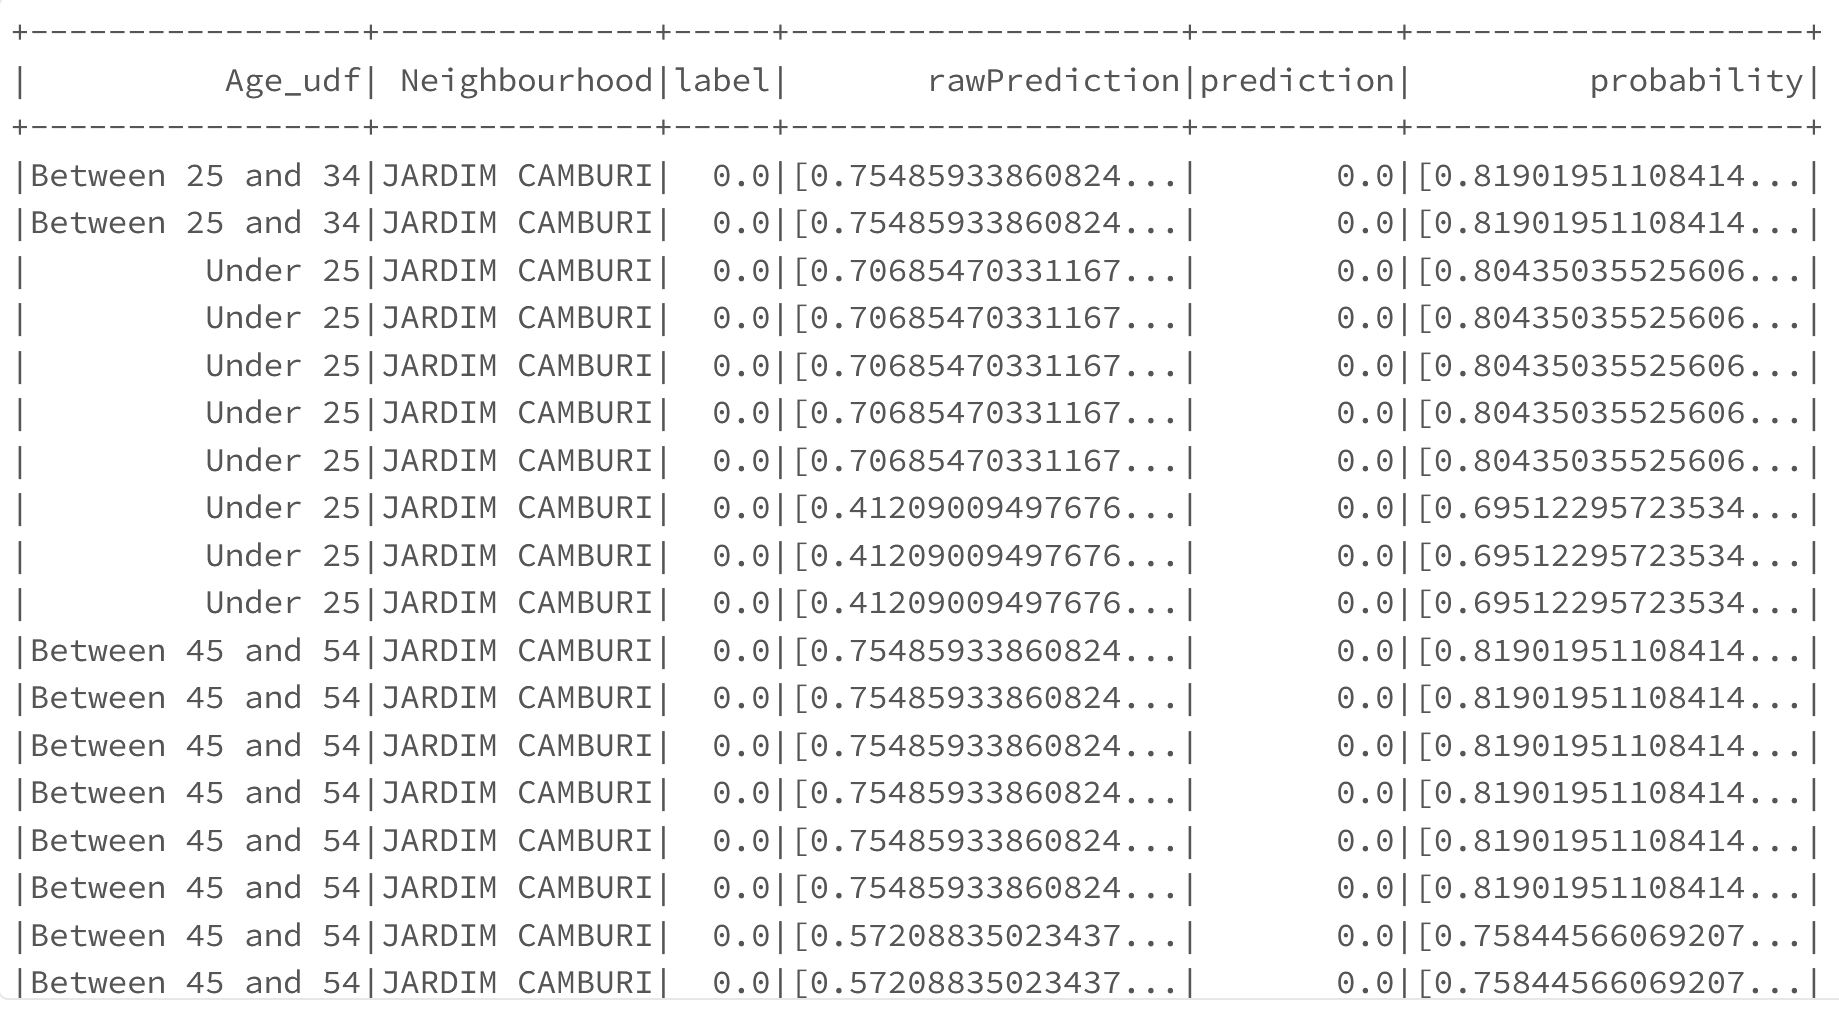 +-----------------+--------------+-----+--------------------+----------+--------------------+
|          Age_udf| Neighbourhood|label|       rawPrediction|prediction|         probability|
+-----------------+--------------+-----+--------------------+----------+--------------------+
|Between 25 and 34|JARDIM CAMBURI|  0.0|[0.75485933860824...|       0.0|[0.81901951108414...|
|Between 25 and 34|JARDIM CAMBURI|  0.0|[0.75485933860824...|       0.0|[0.81901951108414...|
|         Under 25|JARDIM CAMBURI|  0.0|[0.70685470331167...|       0.0|[0.80435035525606...|
|         Under 25|JARDIM CAMBURI|  0.0|[0.70685470331167...|       0.0|[0.80435035525606...|
|         Under 25|JARDIM CAMBURI|  0.0|[0.70685470331167...|       0.0|[0.80435035525606...|
|         Under 25|JARDIM CAMBURI|  0.0|[0.70685470331167...|       0.0|[0.80435035525606...|
|         Under 25|JARDIM CAMBURI|  0.0|[0.70685470331167...|       0.0|[0.80435035525606...|
|         Under 25|JARDIM CAMBURI|  0.0|[0.41209009497676...|       0.0|[0.69512295723534...|
|         Under 25|JARDIM CAMBURI|  0.0|[0.41209009497676...|       0.0|[0.69512295723534...|
|         Under 25|JARDIM CAMBURI|  0.0|[0.41209009497676...|       0.0|[0.69512295723534...|
|Between 45 and 54|JARDIM CAMBURI|  0.0|[0.75485933860824...|       0.0|[0.81901951108414...|
|Between 45 and 54|JARDIM CAMBURI|  0.0|[0.75485933860824...|       0.0|[0.81901951108414...|
|Between 45 and 54|JARDIM CAMBURI|  0.0|[0.75485933860824...|       0.0|[0.81901951108414...|
|Between 45 and 54|JARDIM CAMBURI|  0.0|[0.75485933860824...|       0.0|[0.81901951108414...|
|Between 45 and 54|JARDIM CAMBURI|  0.0|[0.75485933860824...|       0.0|[0.81901951108414...|
|Between 45 and 54|JARDIM CAMBURI|  0.0|[0.75485933860824...|       0.0|[0.81901951108414...|
|Between 45 and 54|JARDIM CAMBURI|  0.0|[0.57208835023437...|       0.0|[0.75844566069207...|
|Between 45 and 54|JARDIM CAMBURI|  0.0|[0.57208835023437...|       0.0|[0.75844566069207...|